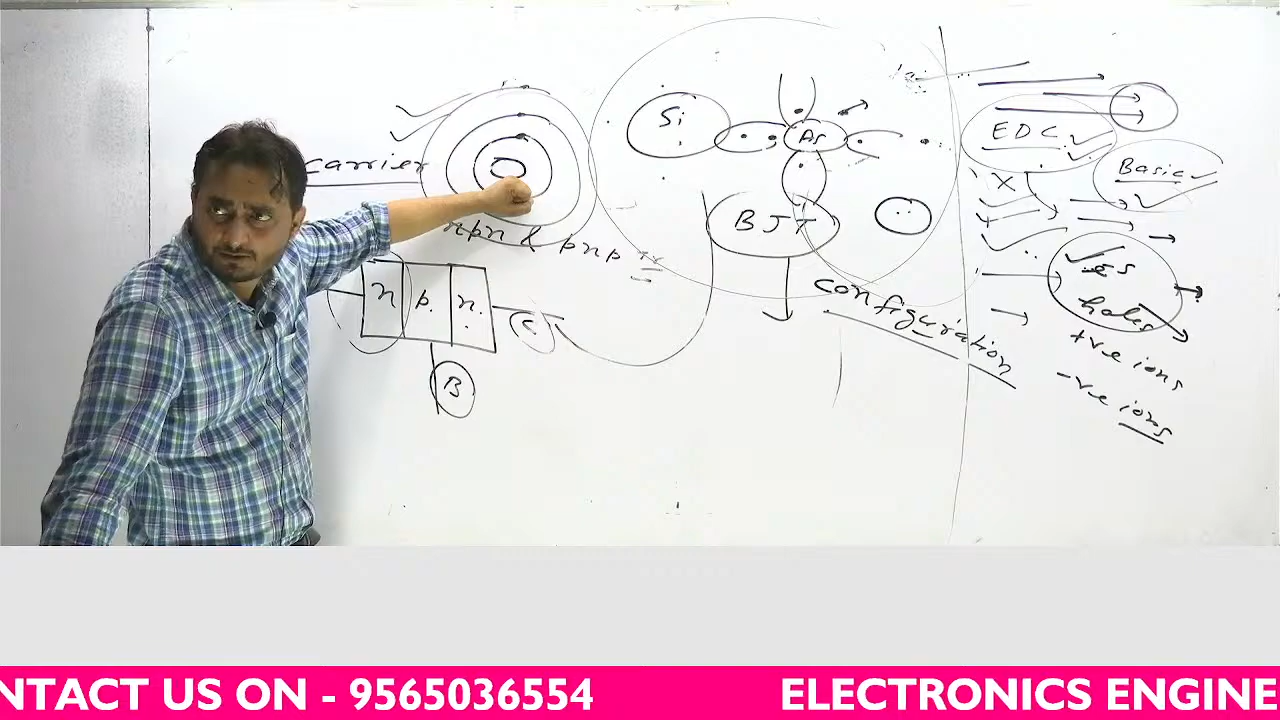 carrier
npn & pnp
n p n
C
B
Si
As
BJT
configuration
EDC
Basic
es
holes
+ve ions
-ve ions
NTACT US ON - 9565036554
ELECTRONICS ENGINE